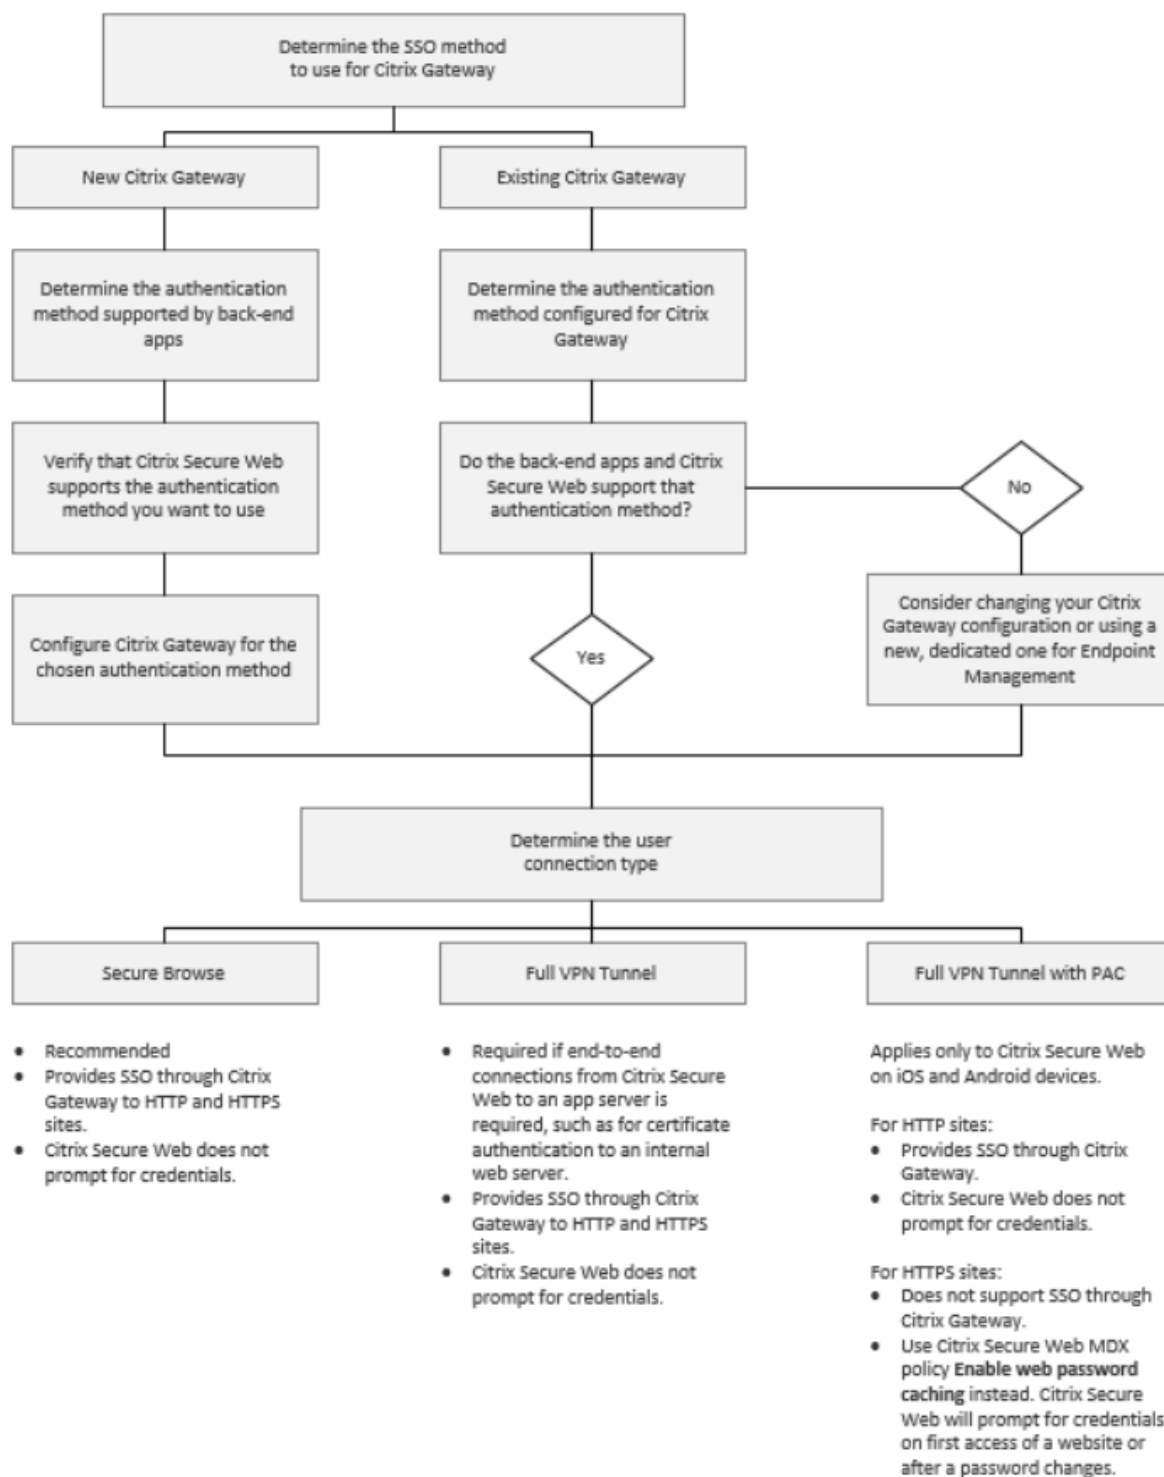 Determine the SSO method
to use for Citrix Gateway
New Citrix Gateway
Existing Citrix Gateway
Determine the authentication
method supported by back-end
apps
Determine the authentication
method configured for Citrix
Gateway
Verify that Citrix Secure Web
supports the authentication
method you want to use
Do the back-end apps and Citrix
Secure Web support that
authentication method?
No
Configure Citrix Gateway for the
chosen authentication method
Yes
Consider changing your Citrix
Gateway configuration or using a
new, dedicated one for Endpoint
Management
Determine the user
connection type
Secure Browse
Full VPN Tunnel
Full VPN Tunnel with PAC
• Recommended
• Provides SSO through Citrix
Gateway to HTTP and HTTPS
sites.
• Citrix Secure Web does not
prompt for credentials.
• Required if end-to-end
connections from Citrix Secure
Web to an app server is
required, such as for certificate
authentication to an internal
web server.
• Provides SSO through Citrix
Gateway to HTTP and HTTPS
sites.
• Citrix Secure Web does not
prompt for credentials.
Applies only to Citrix Secure Web
on iOS and Android devices.
For HTTP sites:
• Provides SSO through Citrix
Gateway.
• Citrix Secure Web does not
prompt for credentials.
For HTTPS sites:
• Does not support SSO through
Citrix Gateway.
• Use Citrix Secure Web MDX
policy Enable web password
caching instead. Citrix Secure
Web will prompt for credentials
on first access of a website or
after a password changes.